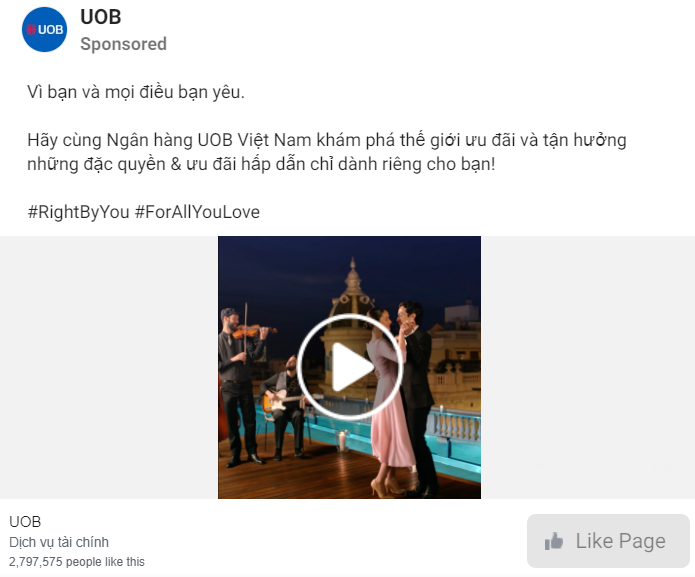 UOB
UOB
Sponsored
Vì bạn và mọi điều bạn yêu.
Hãy cùng Ngân hàng UOB Việt Nam khám phá thế giới ưu đãi và tận hưởng
những đặc quyền & ưu đãi hấp dẫn chỉ dành riêng cho bạn!
#RightByYou #ForAllYouLove
UOB
Dịch vụ tài chính
2,797,575 people like this
Like Page